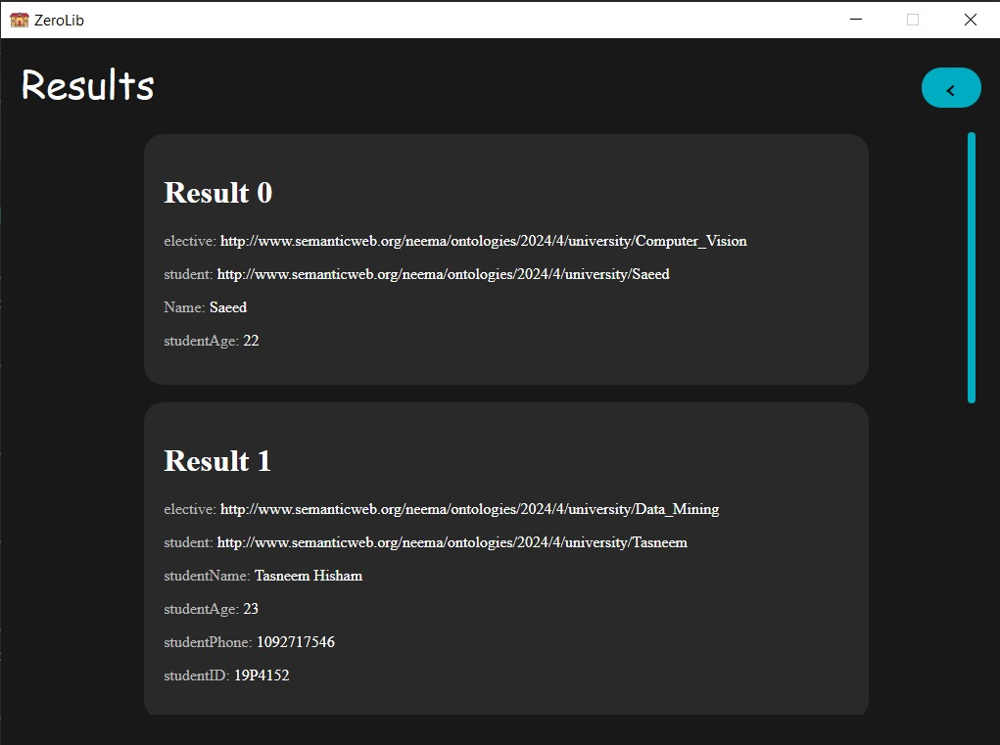 ZeroLib
Results
<
Result 0
elective: http://www.semanticweb.org/neema/ontologies/2024/4/university/Computer_Vision
student: http://www.semanticweb.org/neema/ontologies/2024/4/university/Saeed
Name: Saeed
studentAge: 22
Result 1
elective: http://www.semanticweb.org/neema/ontologies/2024/4/university/Data_Mining
student: http://www.semanticweb.org/neema/ontologies/2024/4/university/Tasneem
studentName: Tasneem Hisham
studentAge: 23
studentPhone: 1092717546
studentID: 19P4152